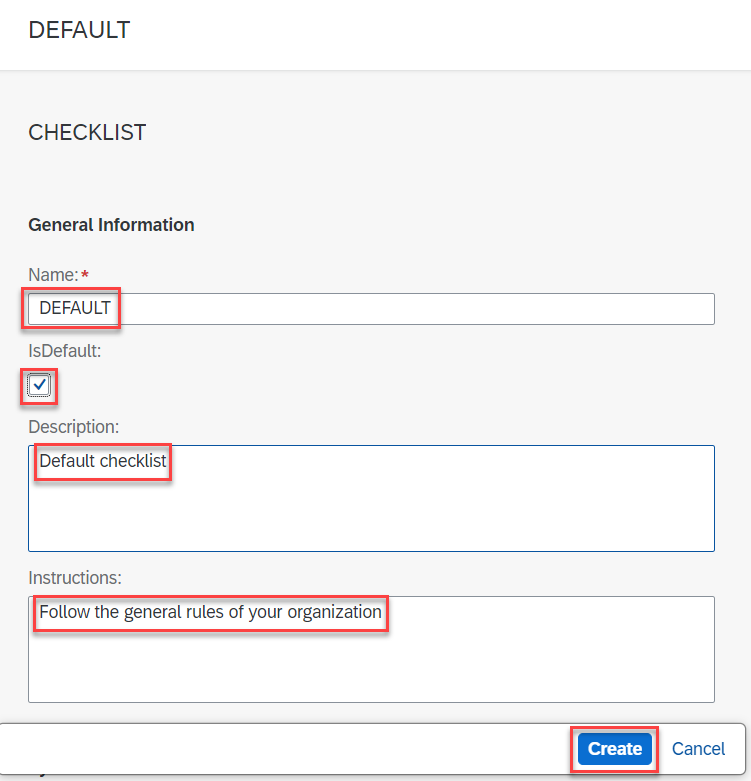 DEFAULT
CHECKLIST
General Information
Name:*
DEFAULT
IsDefault:
Description:
Default checklist
Instructions:
Follow the general rules of your organization
Create Cancel